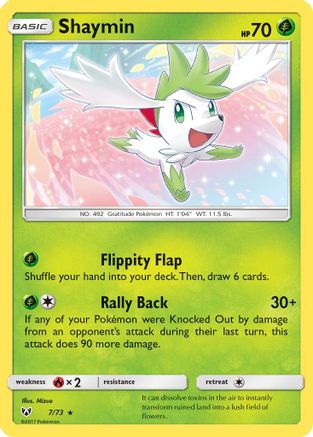 BASIC Shaymin HP 70
NO. 492 Gratitude Pokémon HT: 1'04" WT: 11.5 lbs.
Flippity Flap
Shuffle your hand into your deck. Then, draw 6 cards.
Rally Back 30+
If any of your Pokémon were Knocked Out by damage
from an opponent's attack during their last turn, this
attack does 90 more damage.
weakness × 2 resistance retreat
Illus. Mizue
7/73 ★
©2017 Pokémon
It can dissolve toxins in the air to instantly
transform ruined land into a lush field of
flowers.